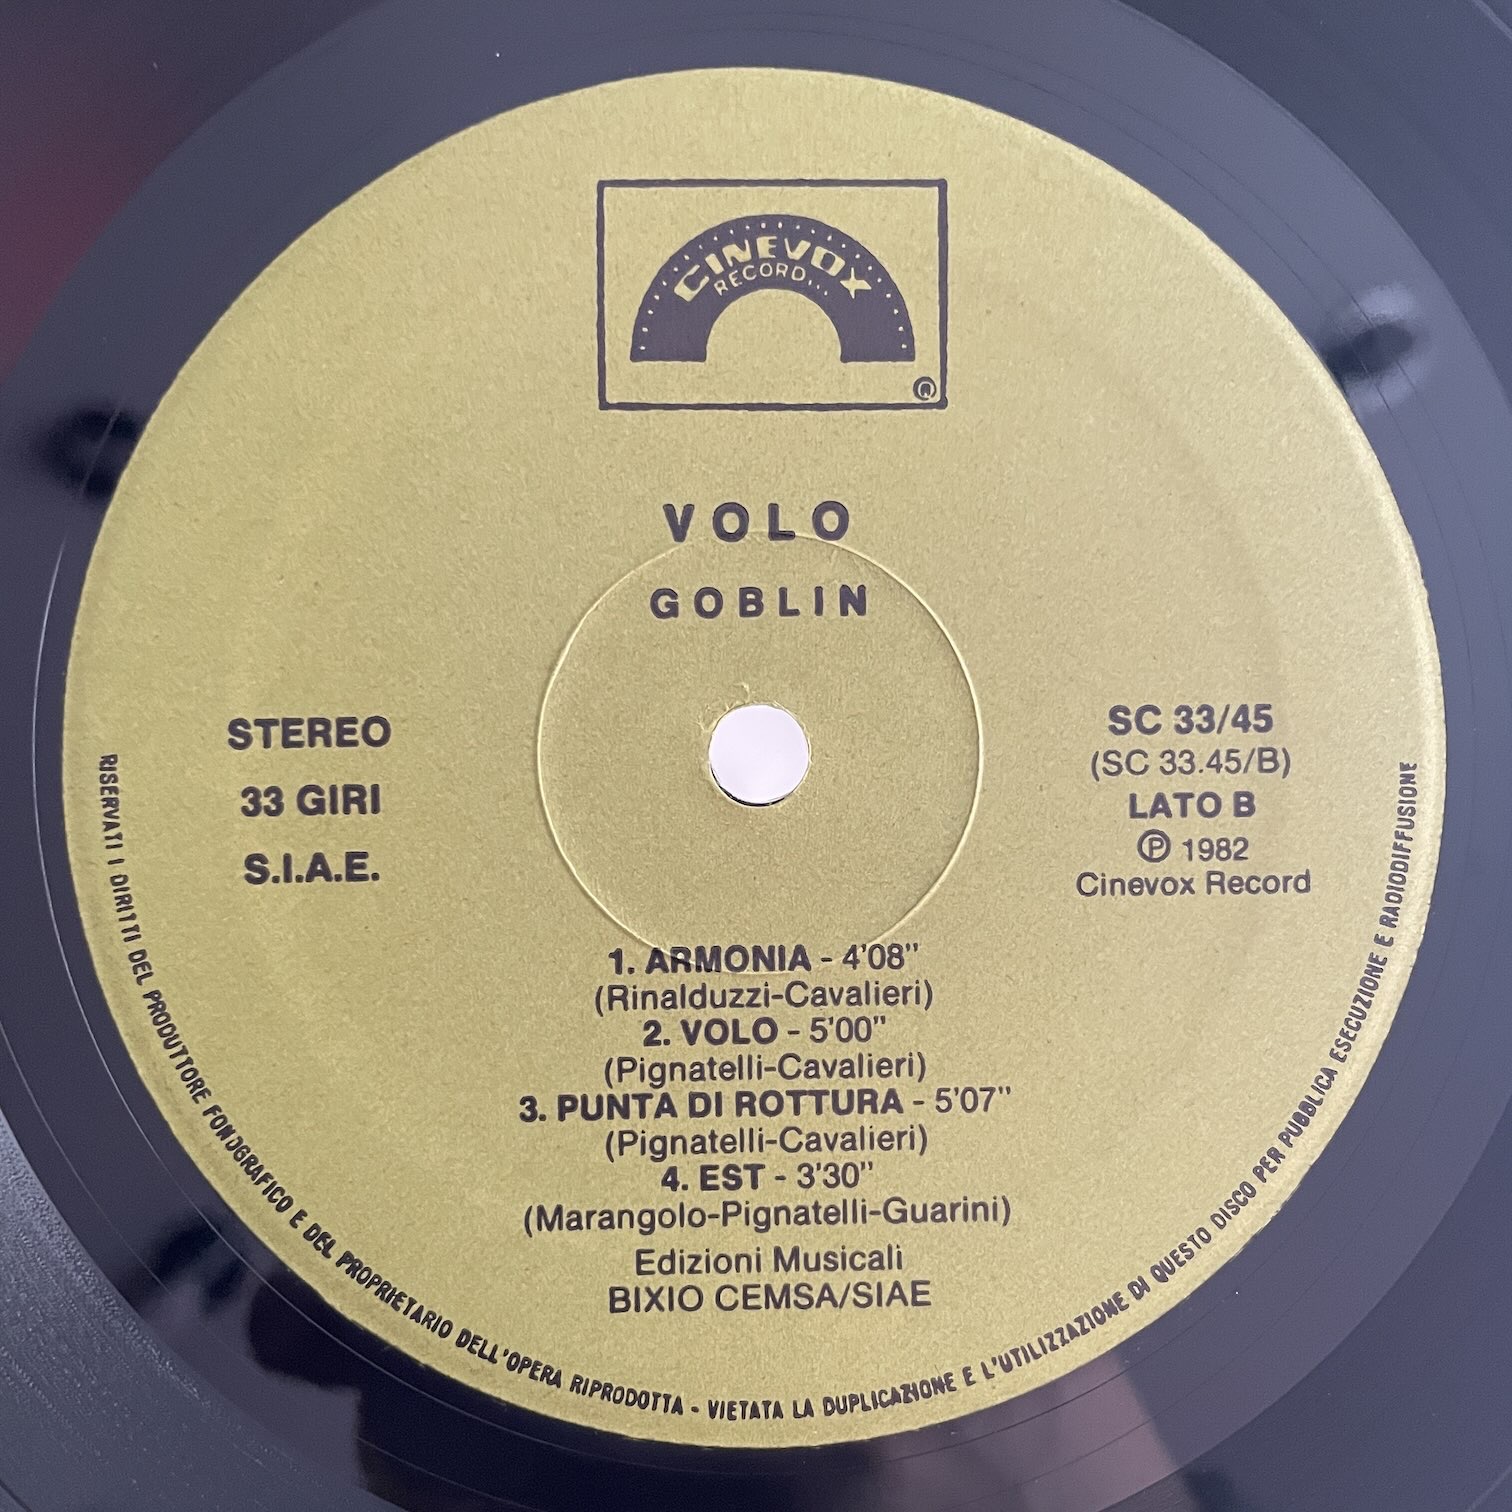 CINEVOX
RECORD...
VOLO
GOBLIN
STEREO
33 GIRI
S.I.A.E.
SC 33/45
(SC 33.45/B)
LATO B
Ⓟ 1982
Cinevox Record
1. ARMONIA - 4'08"
(Rinalduzzi-Cavalieri)
2. VOLO - 5'00"
(Pignatelli-Cavalieri)
3. PUNTA DI ROTTURA - 5'07"
(Pignatelli-Cavalieri)
4. EST - 3'30"
(Marangolo-Pignatelli-Guarini)
Edizioni Musicali
BIXIO CEMSA/SIAE
RISERVATI I DIRITTI DEL PRODUTTORE FONOGRAFICO E DEL PROPRIETARIO DELL'OPERA RIPRODOTTA - VIETATA LA DUPLICAZIONE E L'UTILIZZAZIONE DI QUESTO DISCO PER PUBBLICA ESECUZIONE E RADIODIFFUSIONE